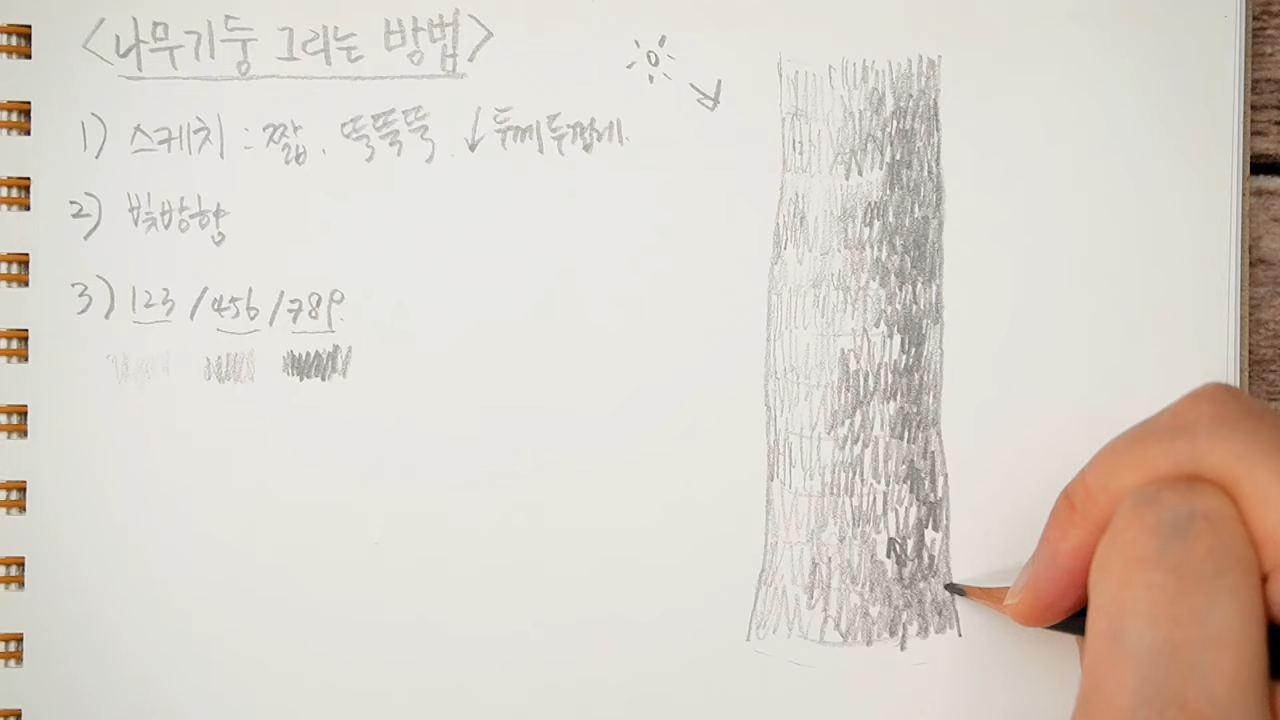 <나무기둥 그리는 방법>
1) 스케치 : 짧. 뚝뚝뚝. ↓ 두께 두껍게.
2) 빛방향
3) 123 / 456 / 789.